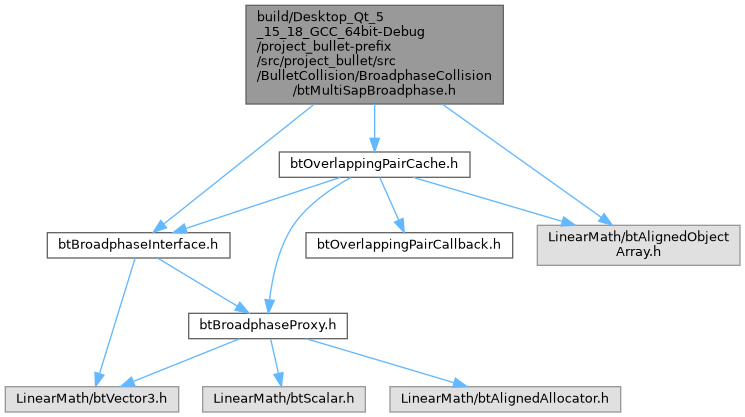 build/Desktop_Qt_5
_15_18_GCC_64bit-Debug
/project_bullet-prefix
/src/project_bullet/src
/BulletCollision/BroadphaseCollision
/btMultiSapBroadphase.h
btOverlappingPairCache.h
btBroadphaseInterface.h
btOverlappingPairCallback.h
LinearMath/btAlignedObject
Array.h
btBroadphaseProxy.h
LinearMath/btVector3.h
LinearMath/btScalar.h
LinearMath/btAlignedAllocator.h